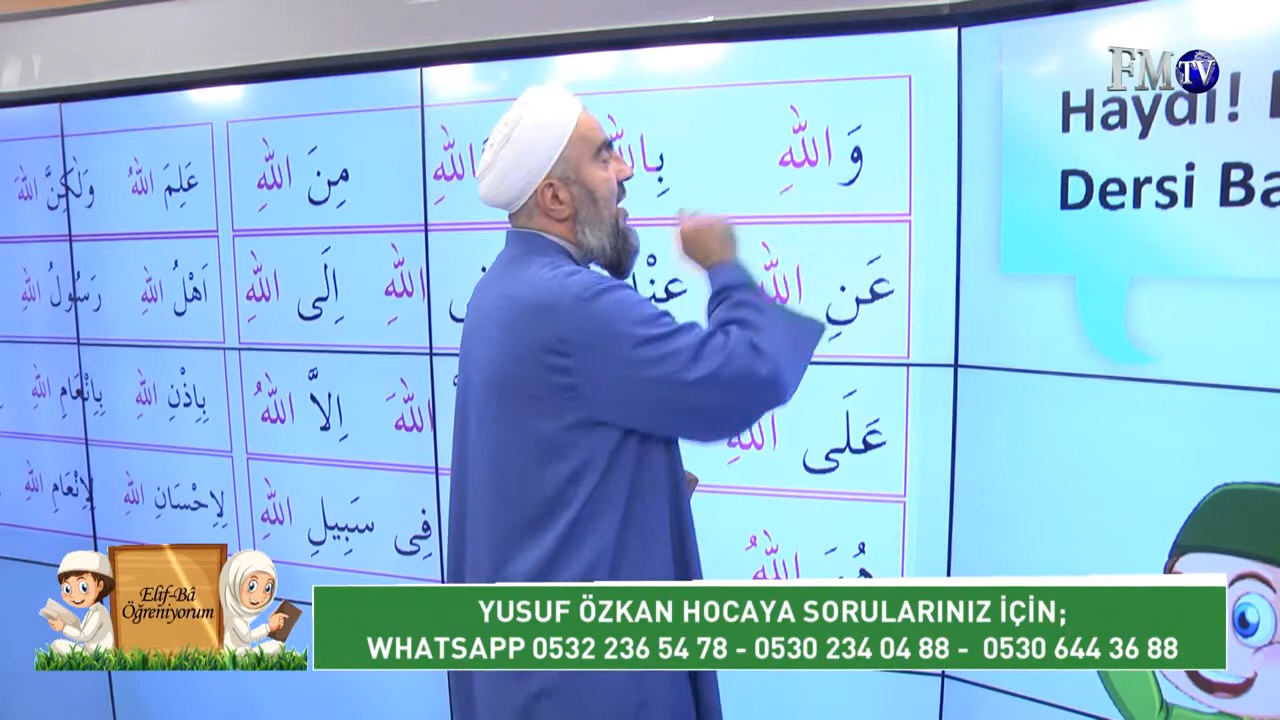 FM TV
Haydi!
Dersi Ba
وَ اللّٰهِ بِاللّٰهِ تَاللّٰهِ مِنَ اللّٰهِ
عَنِ اللّٰهِ اللّٰهِ اِلَى اللّٰهِ
عَلَى اللّٰهِ اللّٰهَ اِلاَّ اللّٰهُ
هُوَ اللّٰهُ فِى سَبِيلِ اللّٰهِ
عَلِمَ اللّٰهُ وَلٰكِنَّ اللّٰهَ
اَهْلُ اللّٰهِ رَسُولُ اللّٰهِ
بِاِذْنِ اللّٰهِ بِاِنْعَامِ اللّٰهِ
لِاِحْسَانِ اللّٰهِ لِاِنْعَامِ اللّٰهِ
Elif-Bâ
Öğreniyorum
YUSUF ÖZKAN HOCAYA SORULARINIZ İÇİN;
WHATSAPP 0532 236 54 78 - 0530 234 04 88 - 0530 644 36 88